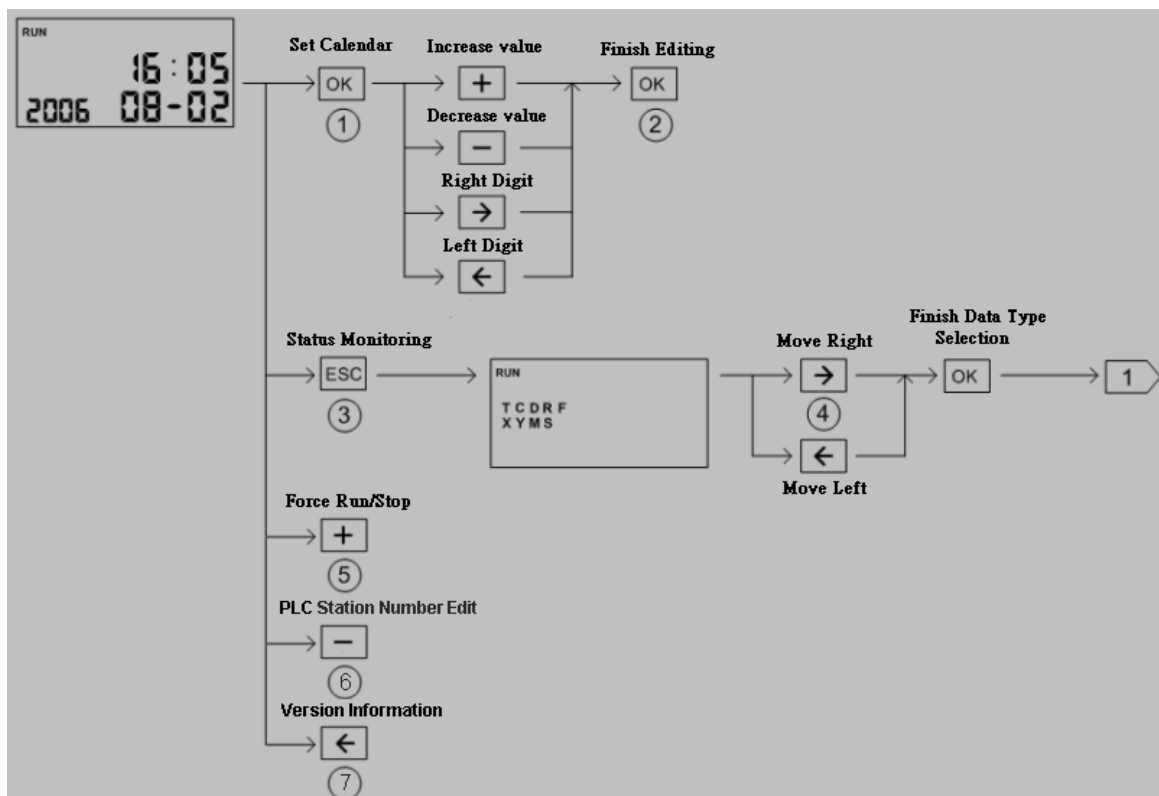 RUN
16:05
2006 08-02
Set Calendar
OK
1
Increase value
+
Decrease value
−
Right Digit
→
Left Digit
←
Finish Editing
OK
2
Status Monitoring
ESC
3
RUN
T C D R F
X Y M S
Move Right
→
4
←
Move Left
Finish Data Type
Selection
OK
1
Force Run/Stop
+
5
PLC Station Number Edit
−
6
Version Information
←
7